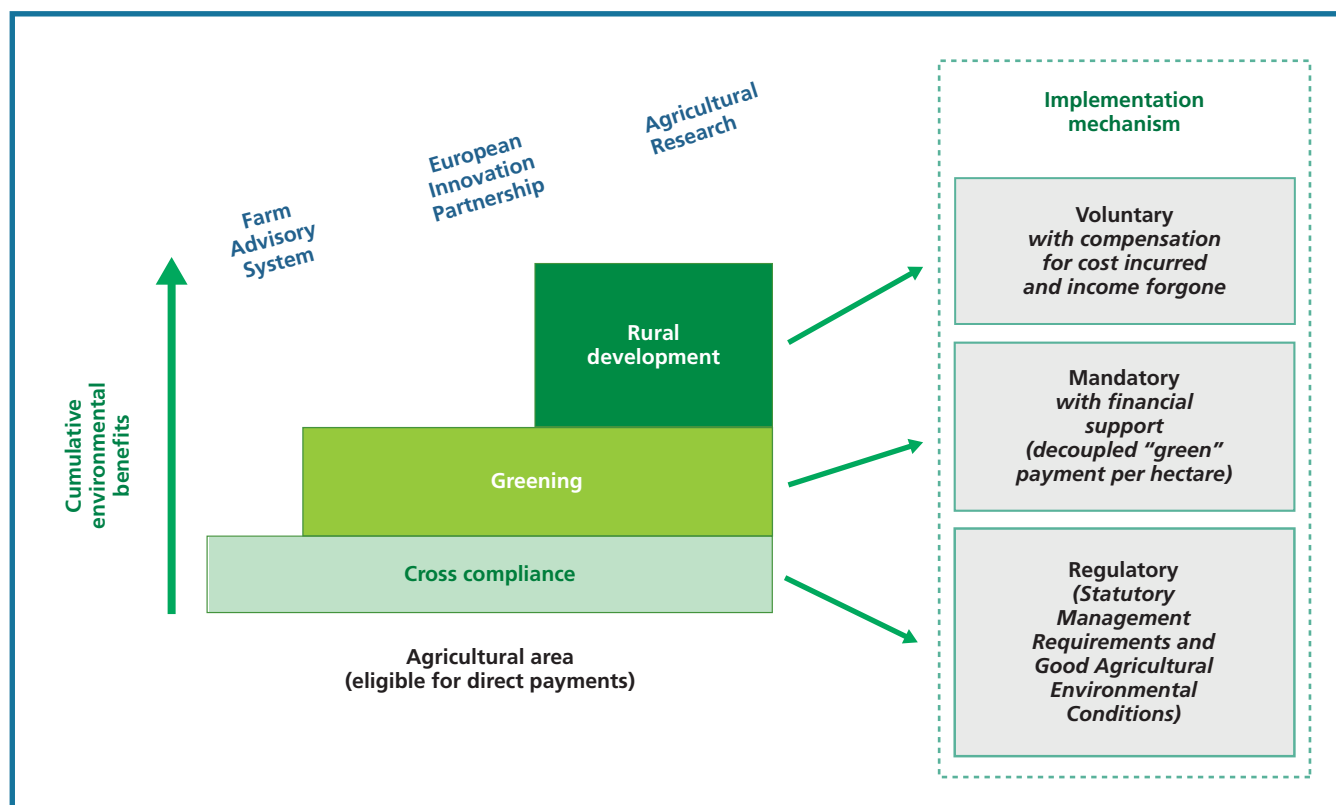 Agricultural
Research
European
Innovation
Partnership
Farm
Advisory
System
Cumulative
environmental
benefits
Rural
development
Greening
Cross compliance
Agricultural area
(eligible for direct payments)
Implementation
mechanism
Voluntary
with compensation
for cost incurred
and income forgone
Mandatory
with financial
support
(decoupled “green”
payment per hectare)
Regulatory
(Statutory
Management
Requirements and
Good Agricultural
Environmental
Conditions)